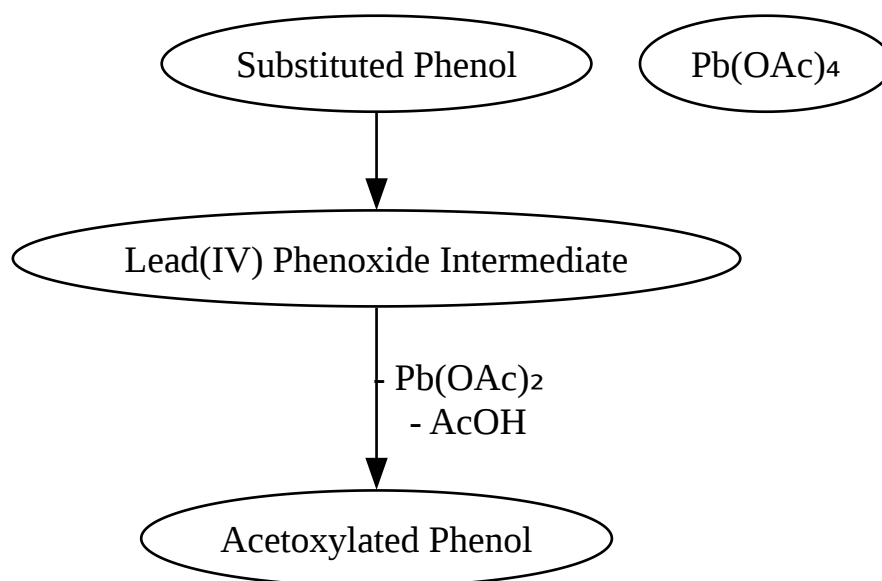 Substituted Phenol
Pb(OAc)₄
Lead(IV) Phenoxide Intermediate
- Pb(OAc)₂
- AcOH
Acetoxylated Phenol